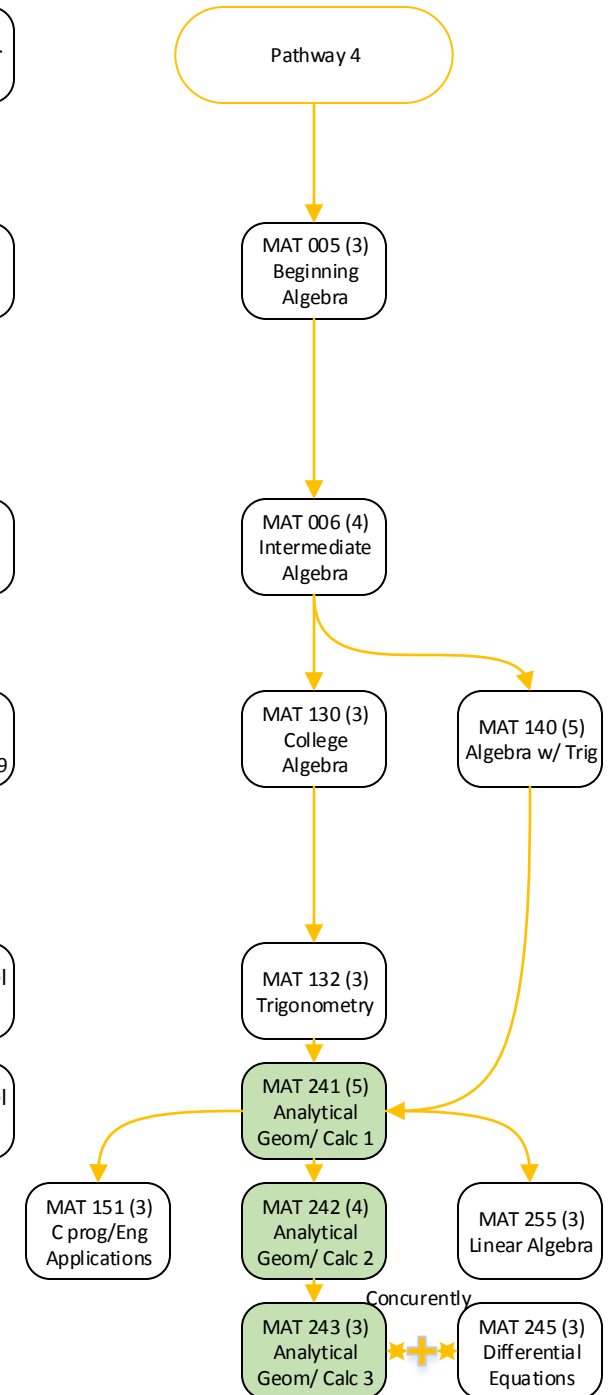 Pathway 4
MAT 005 (3)
Beginning
Algebra
MAT 006 (4)
Intermediate
Algebra
MAT 130 (3)
College
Algebra
MAT 140 (5)
Algebra w/ Trig
9
MAT 132 (3)
Trigonometry
el
el
MAT 241 (5)
Analytical
Geom/ Calc 1
MAT 151 (3)
C prog/Eng
Applications
MAT 242 (4)
Analytical
Geom/ Calc 2
MAT 255 (3)
Linear Algebra
Concurently
MAT 243 (3)
Analytical
Geom/ Calc 3
MAT 245 (3)
Differential
Equations